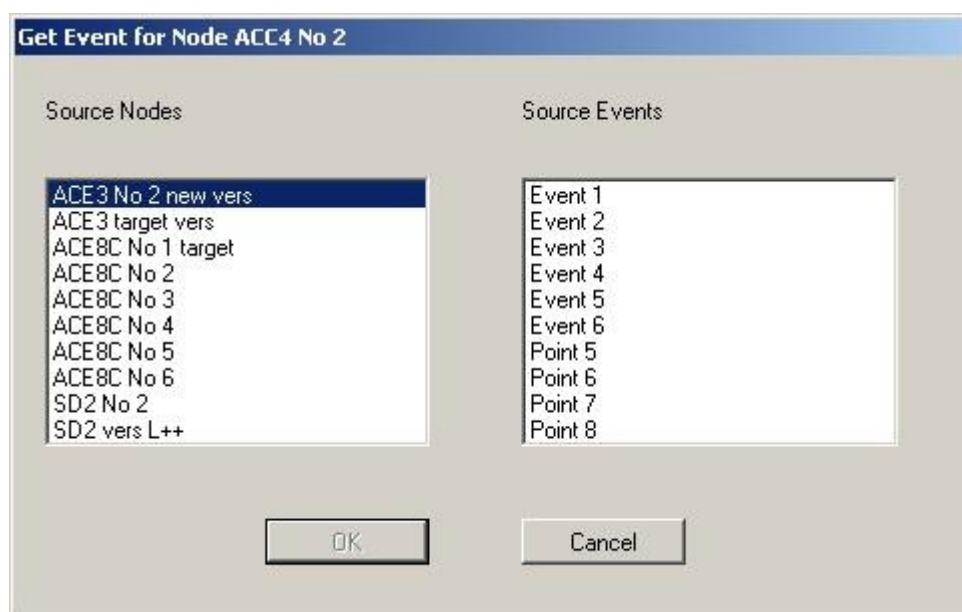 Get Event for Node ACC4 No 2
Source Nodes
Source Events
ACE3 No 2 new vers
ACE3 target vers
ACE8C No 1 target
ACE8C No 2
ACE8C No 3
ACE8C No 4
ACE8C No 5
ACE8C No 6
SD2 No 2
SD2 vers L++
Event 1
Event 2
Event 3
Event 4
Event 5
Event 6
Point 5
Point 6
Point 7
Point 8
OK
Cancel